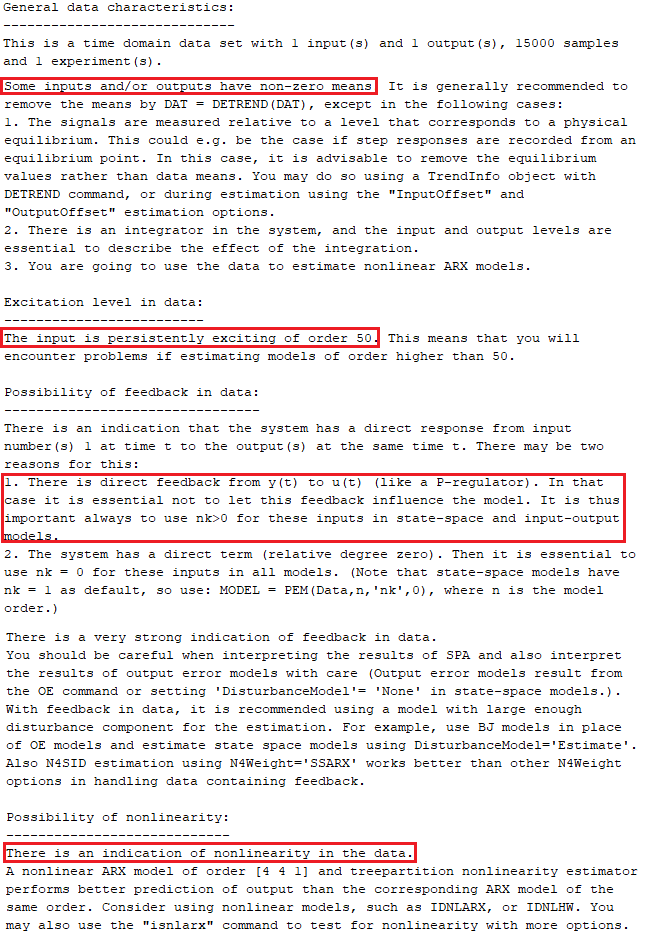 General data characteristics:
-----------------------------
This is a time domain data set with 1 input(s) and 1 output(s), 15000 samples
and 1 experiment(s).
Some inputs and/or outputs have non-zero means. It is generally recommended to
remove the means by DAT = DETREND(DAT), except in the following cases:
1. The signals are measured relative to a level that corresponds to a physical
equilibrium. This could e.g. be the case if step responses are recorded from an
equilibrium point. In this case, it is advisable to remove the equilibrium
values rather than data means. You may do so using a TrendInfo object with
DETREND command, or during estimation using the "InputOffset" and
"OutputOffset" estimation options.
2. There is an integrator in the system, and the input and output levels are
essential to describe the effect of the integration.
3. You are going to use the data to estimate nonlinear ARX models.
Excitation level in data:
-------------------------
The input is persistently exciting of order 50. This means that you will
encounter problems if estimating models of order higher than 50.
Possibility of feedback in data:
--------------------------------
There is an indication that the system has a direct response from input
number(s) 1 at time t to the output(s) at the same time t. There may be two
reasons for this:
1. There is direct feedback from y(t) to u(t) (like a P-regulator). In that
case it is essential not to let this feedback influence the model. It is thus
important always to use nk>0 for these inputs in state-space and input-output
models.
2. The system has a direct term (relative degree zero). Then it is essential to
use nk = 0 for these inputs in all models. (Note that state-space models have
nk = 1 as default, so use: MODEL = PEM(Data,n,'nk',0), where n is the model
order.)
There is a very strong indication of feedback in data.
You should be careful when interpreting the results of SPA and also interpret
the results of output error models with care (Output error models result from
the OE command or setting 'DisturbanceModel'= 'None' in state-space models.).
With feedback in data, it is recommended using a model with large enough
disturbance component for the estimation. For example, use BJ models in place
of OE models and estimate state space models using DisturbanceModel='Estimate'.
Also N4SID estimation using N4Weight='SSARX' works better than other N4Weight
options in handling data containing feedback.
Possibility of nonlinearity:
----------------------------
There is an indication of nonlinearity in the data.
A nonlinear ARX model of order [4 4 1] and treepartition nonlinearity estimator
performs better prediction of output than the corresponding ARX model of the
same order. Consider using nonlinear models, such as IDNLARX, or IDNLHW. You
may also use the "isnlarx" command to test for nonlinearity with more options.